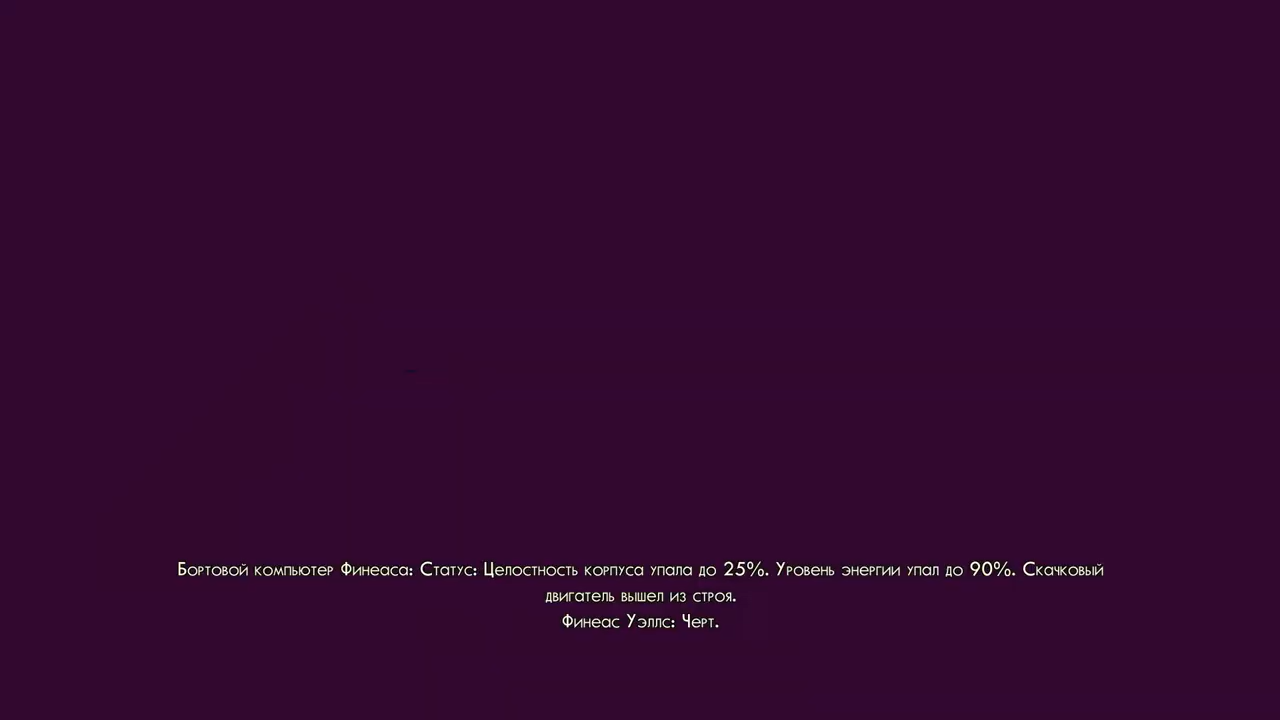 Бортовой компьютер Финеаса: Статус: Целостность корпуса упала до 25%. Уровень энергии упал до 90%. Скачковый
двигатель вышел из строя.
Финеас Уэллс: Черт.